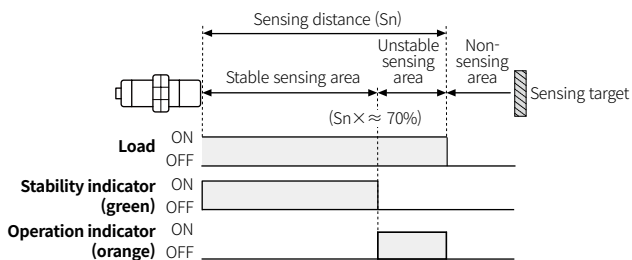 Sensing distance (Sn)
Unstable
sensing
area
Non-
sensing
area
Stable sensing area
Sensing target
(Sn× ≈ 70%)
Load
ON
OFF
Stability indicator
(green)
ON
OFF
Operation indicator
(orange)
ON
OFF